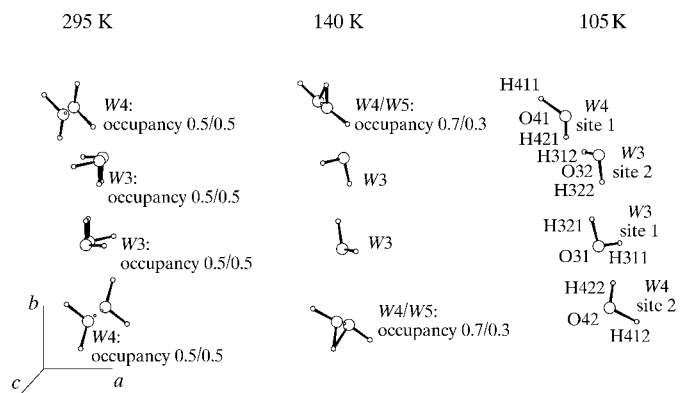 295 K
140 K
105 K
W4:
occupancy 0.5/0.5
W3:
occupancy 0.5/0.5
W3:
occupancy 0.5/0.5
W4:
occupancy 0.5/0.5
b
c
a
W4/W5:
occupancy 0.7/0.3
W3
W3
W4/W5:
occupancy 0.7/0.3
H411
O41
W4
site 1
H421
H312
W3
O32
site 2
H322
H321
W3
site 1
O31
H311
H422
W4
site 2
O42
H412